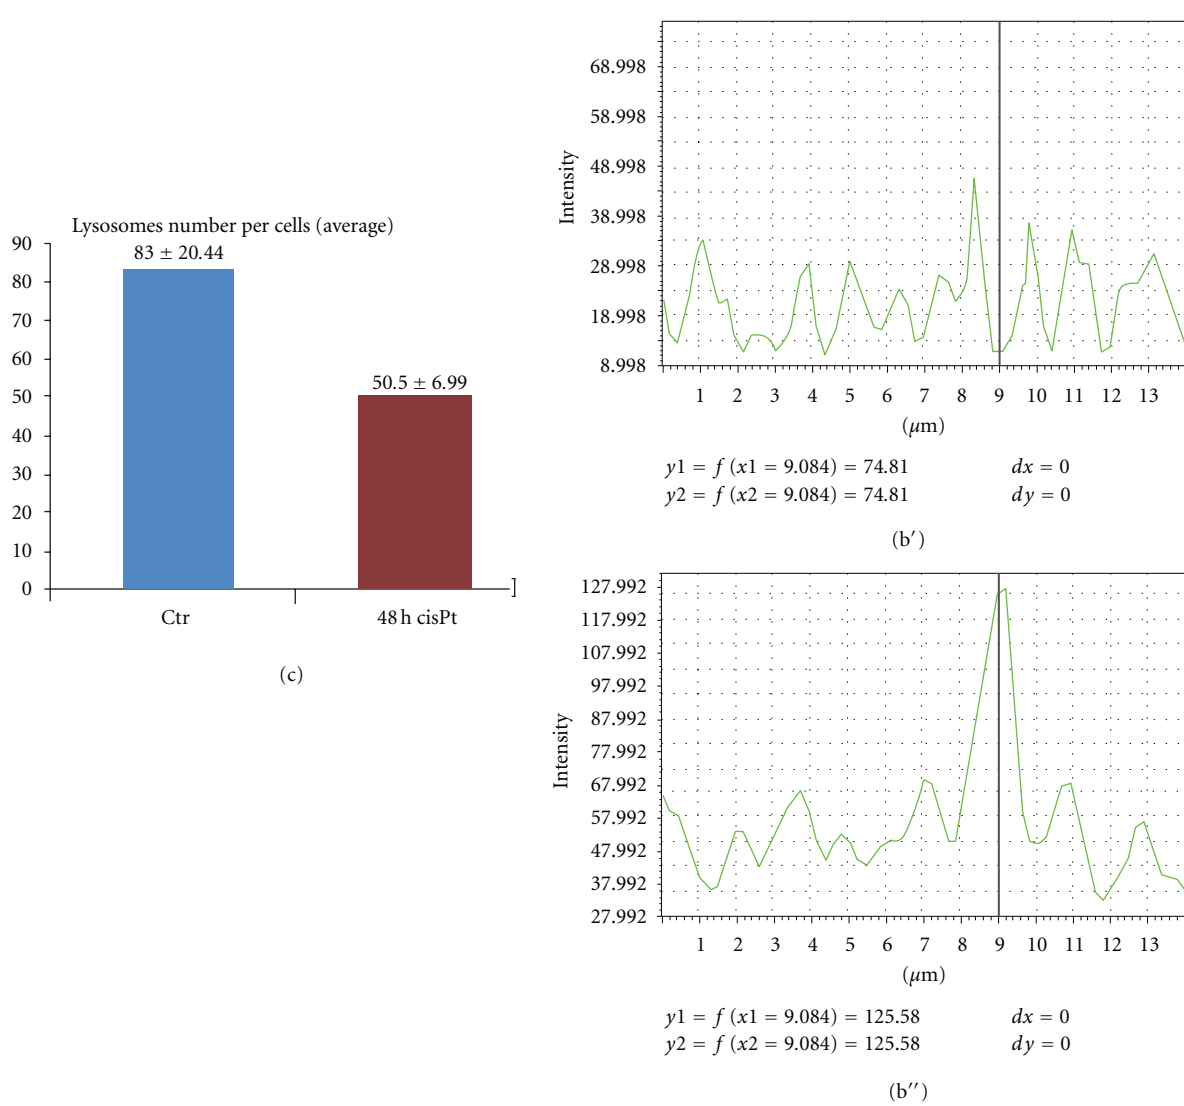 Lysosomes number per cells (average)
90
80
70
60
50
40
30
20
10
0
83 ± 20.44
50.5 ± 6.99
Ctr
48 h cisPt
(c)
Intensity
68.998
58.998
48.998
38.998
28.998
18.998
8.998
1 2 3 4 5 6 7 8 9 10 11 12 13
(μm)
y1 = f (x1 = 9.084) = 74.81 dx = 0
y2 = f (x2 = 9.084) = 74.81 dy = 0
(b′)
Intensity
127.992
117.992
107.992
97.992
87.992
77.992
67.992
57.992
47.992
37.992
27.992
1 2 3 4 5 6 7 8 9 10 11 12 13
(μm)
y1 = f (x1 = 9.084) = 125.58 dx = 0
y2 = f (x2 = 9.084) = 125.58 dy = 0
(b′′)